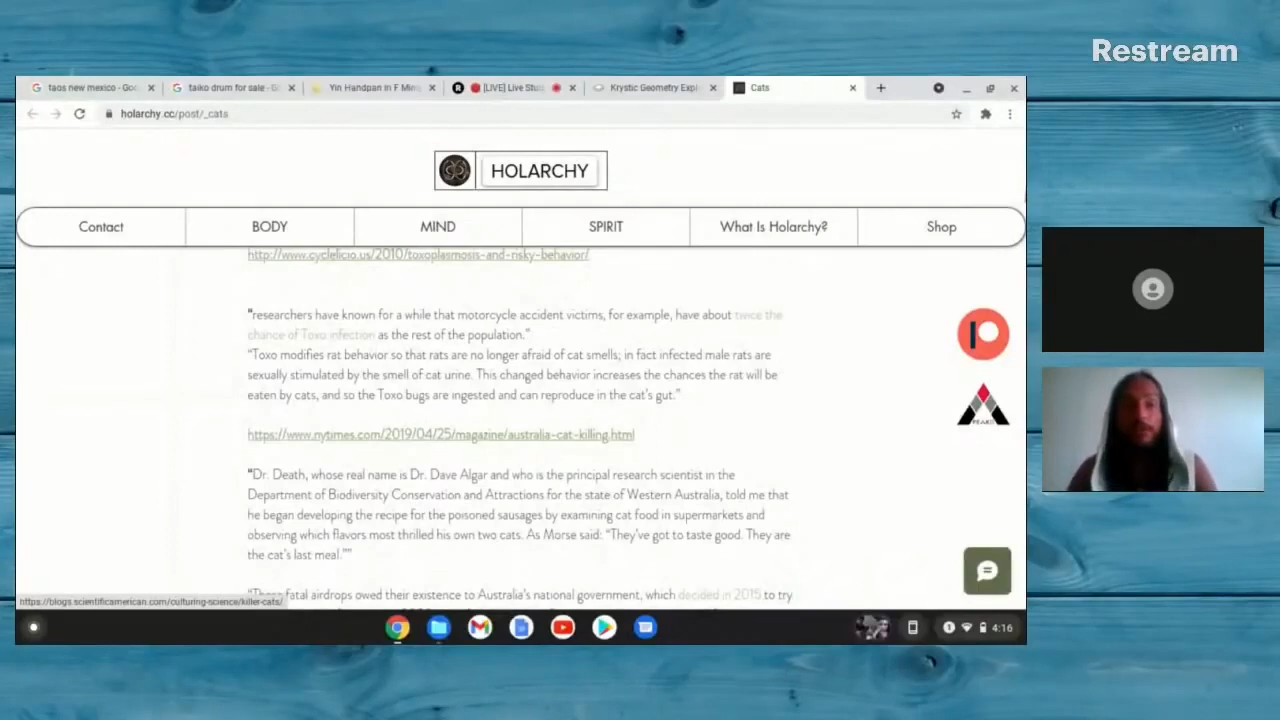 Restream
taos new mexico - Goo
taiko drum for sale - G
Yin Handpan in F Min
[LIVE] Live Stu
Krystic Geometry Expl
Cats
holarchy.cc/post/_cats
HOLARCHY
Contact
BODY
MIND
SPIRIT
What Is Holarchy?
Shop
http://www.cyclelicio.us/2010/toxoplasmosis-and-risky-behavior/
"researchers have known for a while that motorcycle accident victims, for example, have about twice the
chance of Toxo infection as the rest of the population."
"Toxo modifies rat behavior so that rats are no longer afraid of cat smells; in fact infected male rats are
sexually stimulated by the smell of cat urine. This changed behavior increases the chances the rat will be
eaten by cats, and so the Toxo bugs are ingested and can reproduce in the cat's gut."
https://www.nytimes.com/2019/04/25/magazine/australia-cat-killing.html
"Dr. Death, whose real name is Dr. Dave Algar and who is the principal research scientist in the
Department of Biodiversity Conservation and Attractions for the state of Western Australia, told me that
he began developing the recipe for the poisoned sausages by examining cat food in supermarkets and
observing which flavors most thrilled his own two cats. As Morse said: "They've got to taste good. They are
the cat's last meal.""
"These fatal airdrops owed their existence to Australia's national government, which decided in 2015 to try
https://blogs.scientificamerican.com/culturing-science/killer-cats/
4:16